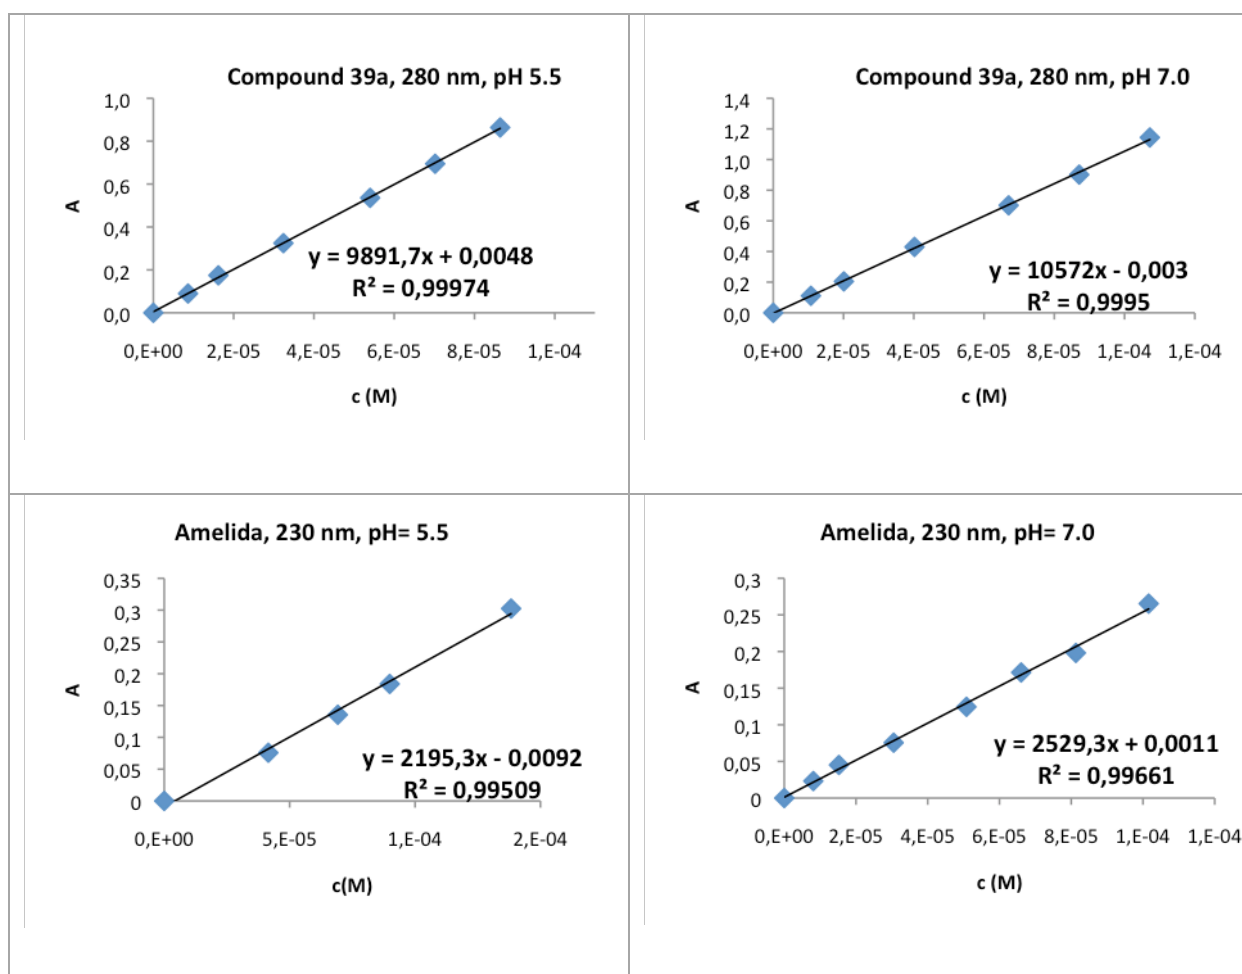 Compound 39a, 280 nm, pH 5.5
1,0
0,8
0,6
0,4
0,2
0,0
A
y = 9891,7x + 0,0048
R² = 0,99974
0,E+00 2,E-05 4,E-05 6,E-05 8,E-05 1,E-04
c (M)
Compound 39a, 280 nm, pH 7.0
1,4
1,2
1,0
0,8
0,6
0,4
0,2
0,0
A
y = 10572x - 0,003
R² = 0,9995
0,E+00 2,E-05 4,E-05 6,E-05 8,E-05 1,E-04 1,E-04
c (M)
Amelida, 230 nm, pH= 5.5
0,35
0,3
0,25
0,2
0,15
0,1
0,05
0
A
y = 2195,3x - 0,0092
R² = 0,99509
0,E+00 5,E-05 1,E-04 2,E-04
c(M)
Amelida, 230 nm, pH= 7.0
0,3
0,25
0,2
0,15
0,1
0,05
0
A
y = 2529,3x + 0,0011
R² = 0,99661
0,E+00 2,E-05 4,E-05 6,E-05 8,E-05 1,E-04 1,E-04
c (M)